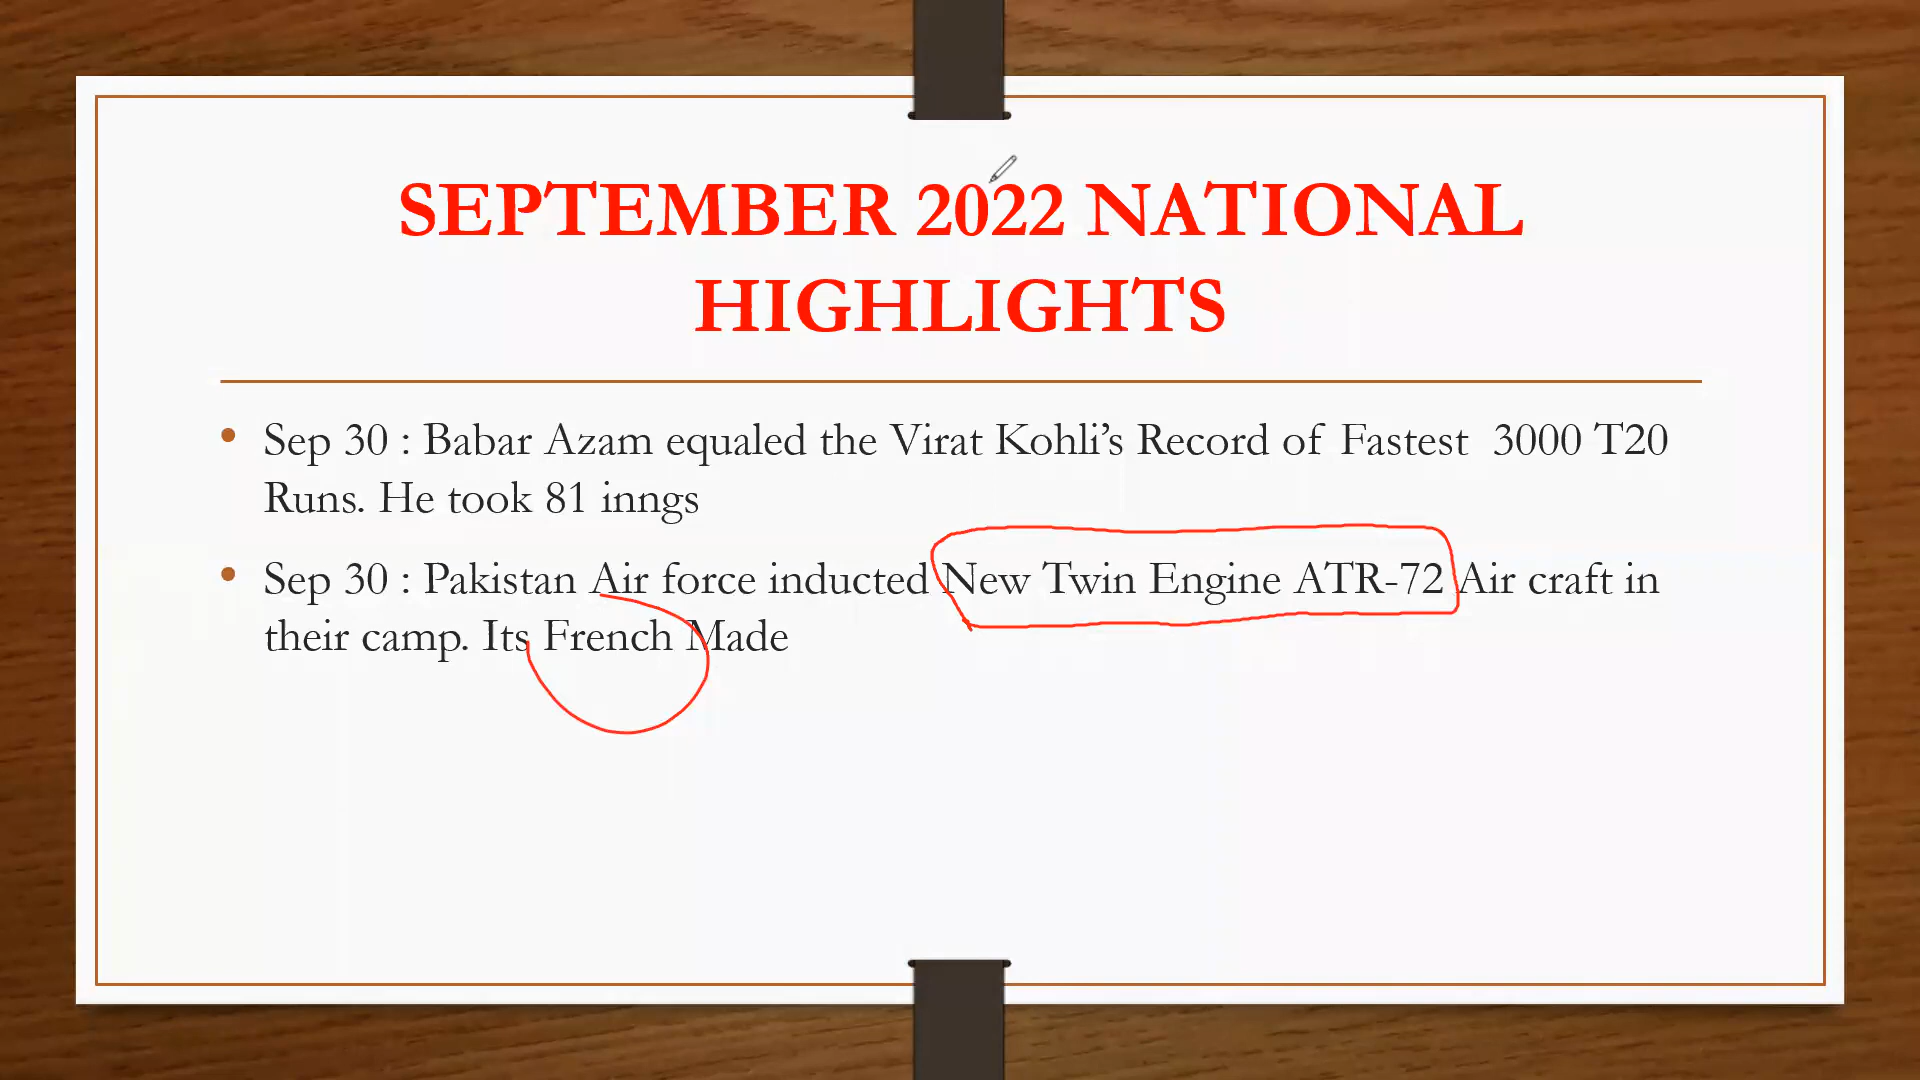 SEPTEMBER 2022 NATIONAL
HIGHLIGHTS
• Sep 30 : Babar Azam equaled the Virat Kohli’s Record of Fastest 3000 T20
Runs. He took 81 inngs
• Sep 30 : Pakistan Air force inducted New Twin Engine ATR-72 Air craft in
their camp. Its French Made